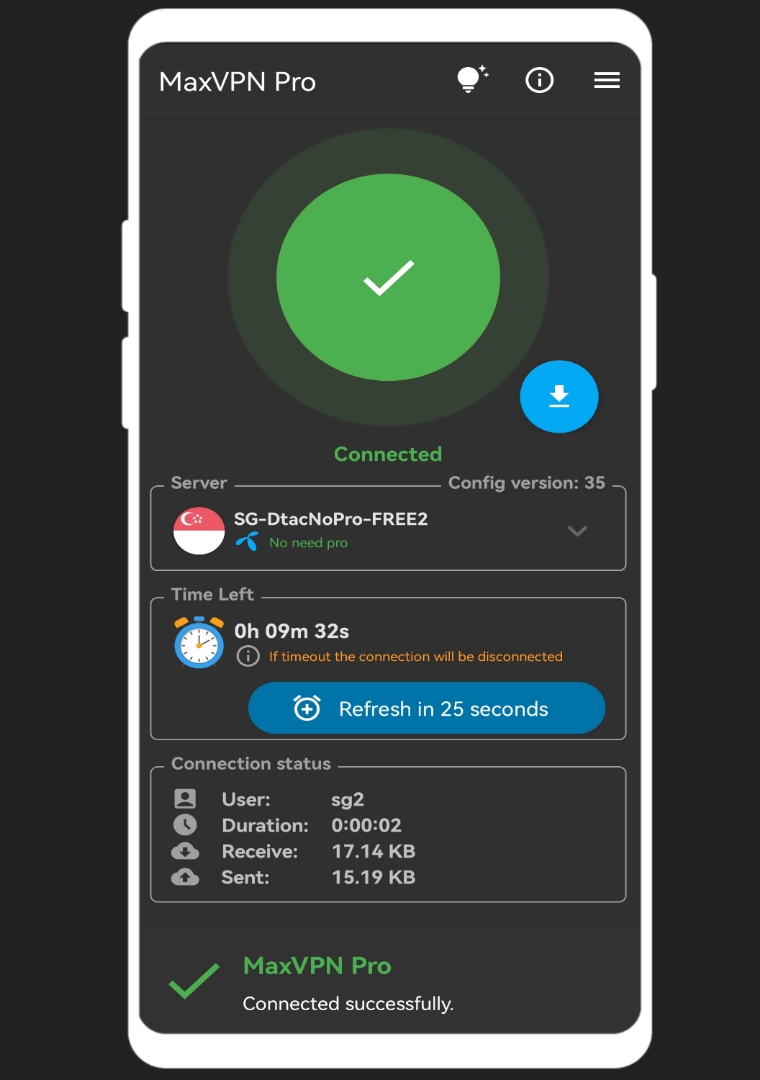 MaxVPN Pro
Connected
Server
Config version: 35
SG-DtacNoPro-FREE2
No need pro
Time Left
0h 09m 32s
If timeout the connection will be disconnected
Refresh in 25 seconds
Connection status
User: sg2
Duration: 0:00:02
Receive: 17.14 KB
Sent: 15.19 KB
MaxVPN Pro
Connected successfully.